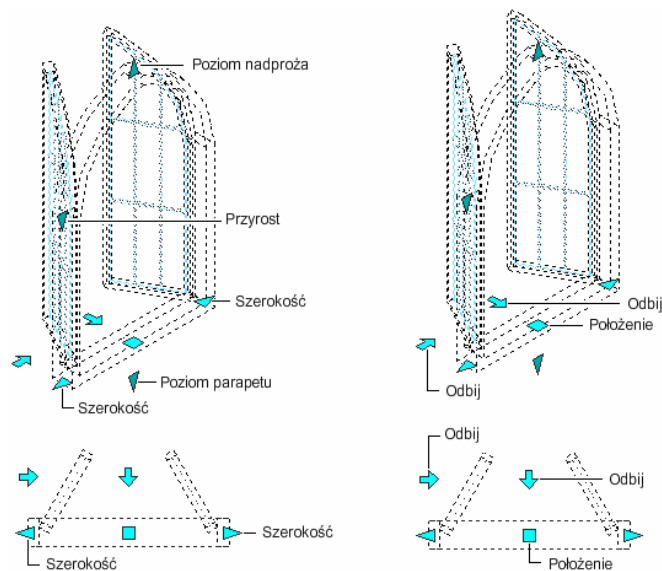 Poziom nadproża
Przyrost
Szerokość
Poziom parapetu
Szerokość
Szerokość
Szerokość
Odbij
Położenie
Odbij
Odbij
Odbij
Położenie